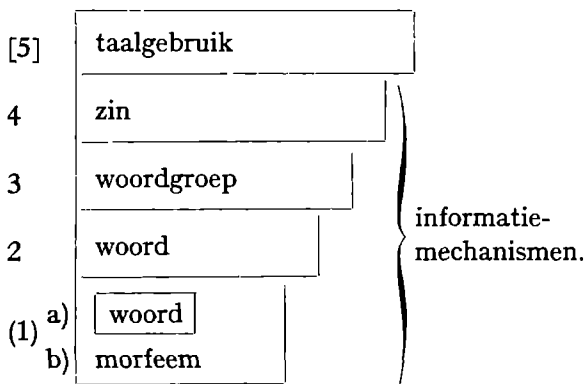 [5] taalgebruik
4 zin
3 woordgroep
informatie-
2 woord
mechanismen.
(1) a) woord
b) morfeem